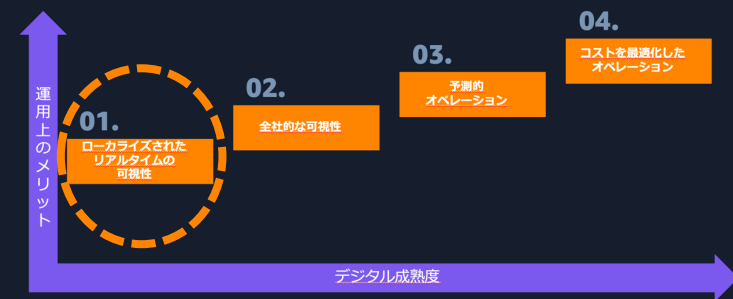 04.
コストを最適化した
オペレーション
03.
予測的
オペレーション
02.
全社的な可視性
01.
ローカライズされた
リアルタイムの
可視性
運用上のメリット
デジタル成熟度